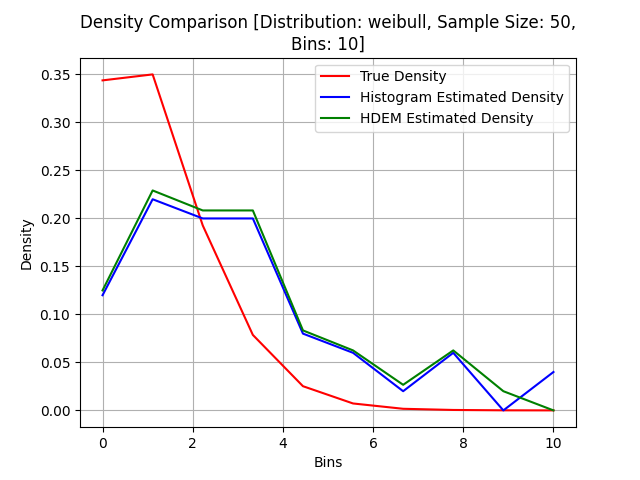 Density Comparison [Distribution: weibull, Sample Size: 50,
Bins: 10]
True Density
Histogram Estimated Density
HDEM Estimated Density
Density
0.35
0.30
0.25
0.20
0.15
0.10
0.05
0.00
0 2 4 6 8 10
Bins